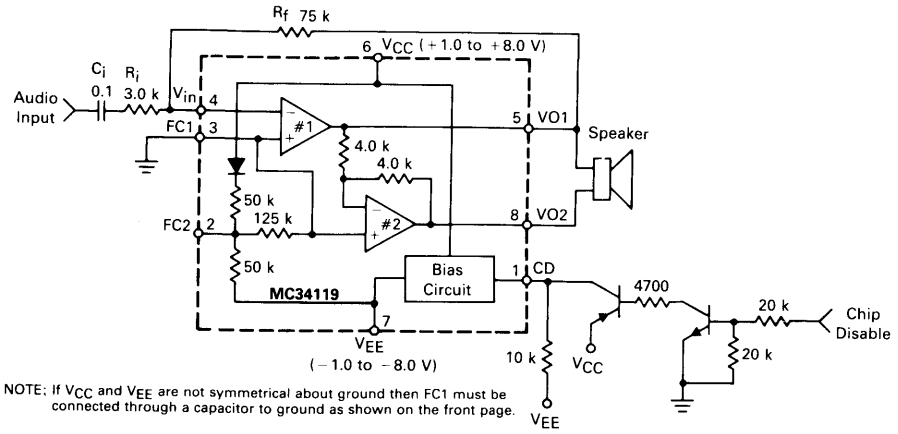 Rf 75 k
6 VCC (+1.0 to +8.0 V)
Ci
0.1
Ri
3.0 k
Audio
Input
Vin
4
FC1
3
−
+
#1
5
VO1
Speaker
4.0 k
4.0 k
50 k
125 k
FC2
2
−
+
#2
8
VO2
50 k
Bias
Circuit
1
CD
MC34119
4700
20 k
Chip
Disable
7
VEE
(−1.0 to −8.0 V)
10 k
VCC
20 k
VEE
NOTE: If VCC and VEE are not symmetrical about ground then FC1 must be
connected through a capacitor to ground as shown on the front page.